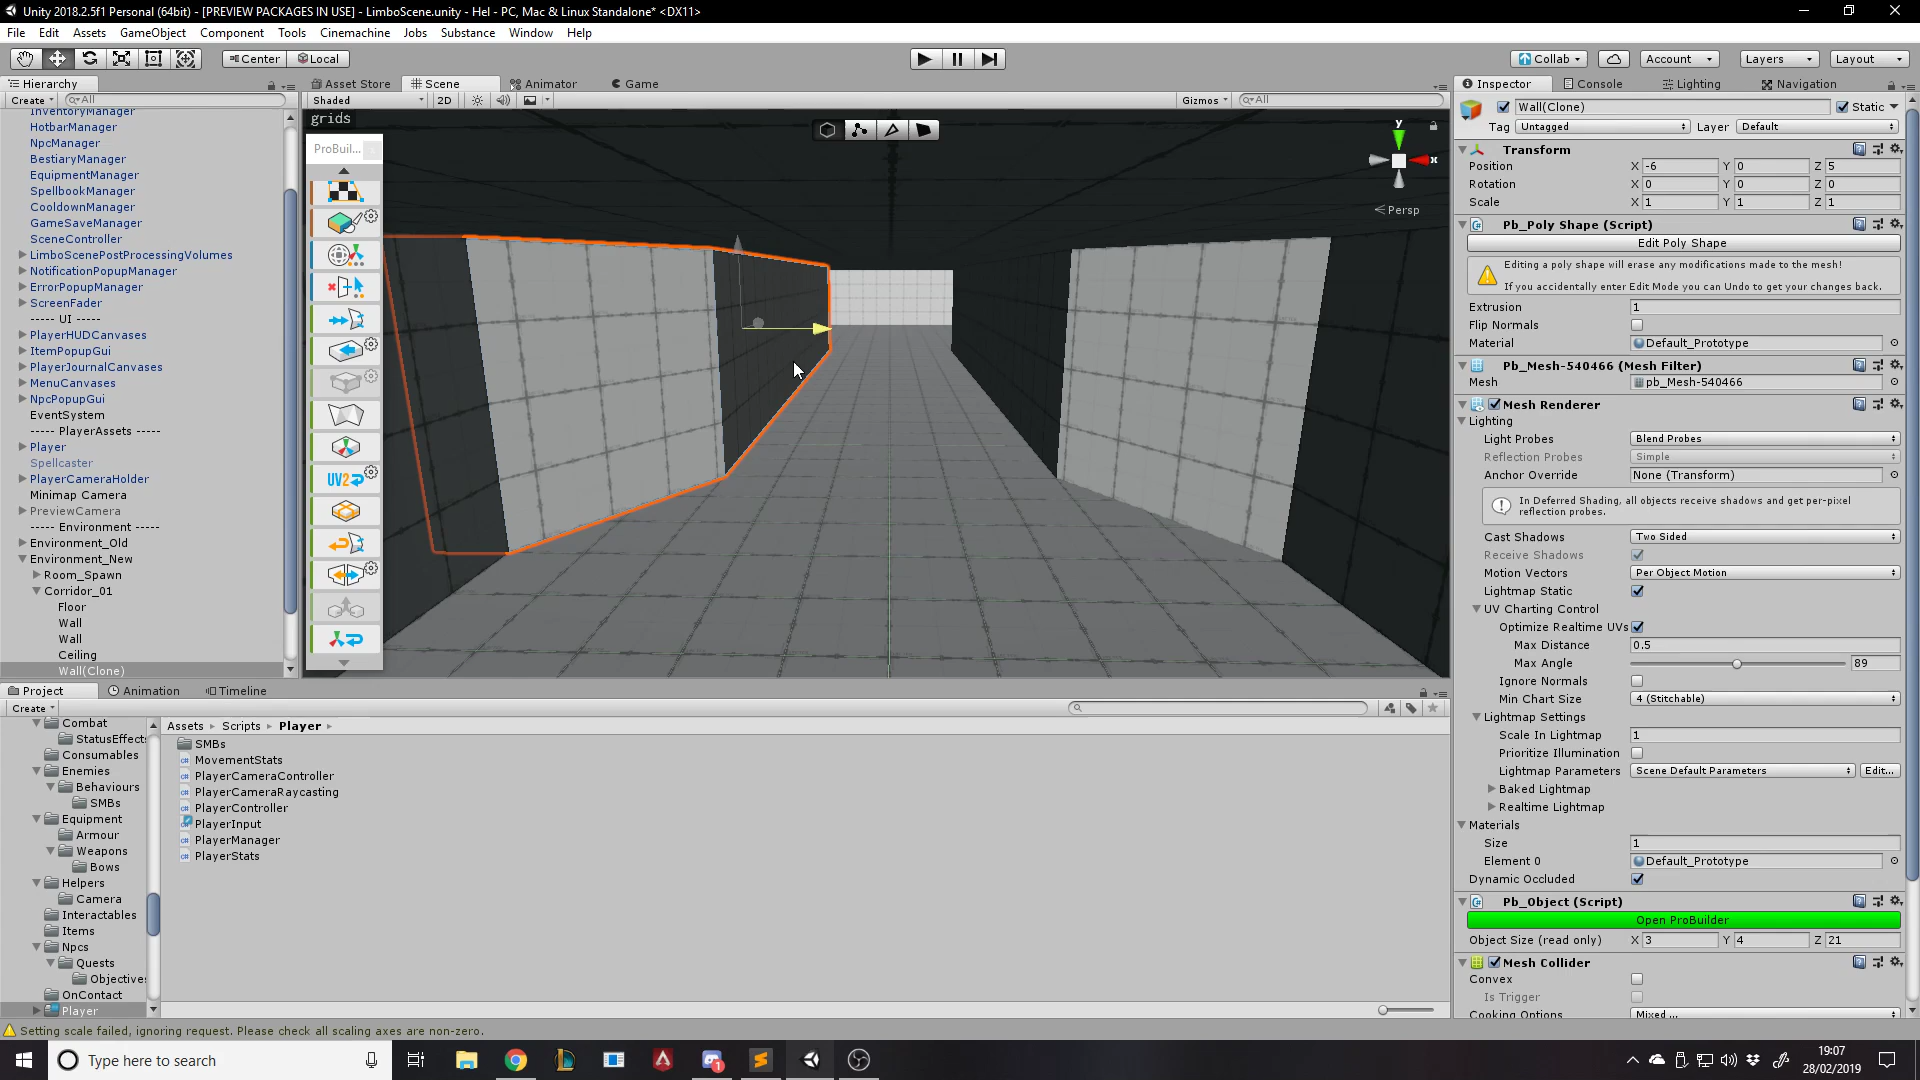 Unity 2018.2.5f1 Personal (64bit) - [PREVIEW PACKAGES IN USE] - LimboScene.unity - Hel - PC, Mac & Linux Standalone* <DX11>
File Edit Assets GameObject Component Tools Cinemachine Jobs Substance Window Help
Center Local Collab Account Layers Layout
Hierarchy
Create All
InventoryManager
HotbarManager
NpcManager
BestiaryManager
EquipmentManager
SpellbookManager
CooldownManager
GameSaveManager
SceneController
LimboScenePostProcessingVolumes
NotificationPopupManager
ErrorPopupManager
ScreenFader
----- UI -----
PlayerHUDCanvases
ItemPopupGui
PlayerJournalCanvases
MenuCanvases
NpcPopupGui
EventSystem
----- PlayerAssets -----
Player
Spellcaster
PlayerCameraHolder
Minimap Camera
PreviewCamera
----- Environment -----
Environment_Old
Environment_New
Room_Spawn
Corridor_01
Floor
Wall
Wall
Ceiling
Wall(Clone)
Asset Store Scene Animator Game
Shaded 2D Gizmos All
grids
ProBuil...
UV2
y
x
Persp
Inspector Console Lighting Navigation
Wall(Clone) Static
Tag Untagged Layer Default
Transform
Position X -6 Y 0 Z 5
Rotation X 0 Y 0 Z 0
Scale X 1 Y 1 Z 1
Pb_Poly Shape (Script)
Edit Poly Shape
Editing a poly shape will erase any modifications made to the mesh!
If you accidentally enter Edit Mode you can Undo to get your changes back.
Extrusion 1
Flip Normals
Material Default_Prototype
Pb_Mesh-540466 (Mesh Filter)
Mesh pb_Mesh-540466
Mesh Renderer
Lighting
Light Probes Blend Probes
Reflection Probes Simple
Anchor Override None (Transform)
In Deferred Shading, all objects receive shadows and get per-pixel
reflection probes.
Cast Shadows Two Sided
Receive Shadows
Motion Vectors Per Object Motion
Lightmap Static
UV Charting Control
Optimize Realtime UVs
Max Distance 0.5
Max Angle 89
Ignore Normals
Min Chart Size 4 (Stitchable)
Lightmap Settings
Scale In Lightmap 1
Prioritize Illumination
Lightmap Parameters Scene Default Parameters Edit...
Baked Lightmap
Realtime Lightmap
Materials
Size 1
Element 0 Default_Prototype
Dynamic Occluded
Pb_Object (Script)
Open ProBuilder
Object Size (read only) X 3 Y 4 Z 21
Mesh Collider
Convex
Is Trigger
Cooking Options Mixed ...
Project Animation Timeline
Create
Combat
StatusEffects
Consumables
Enemies
Behaviours
SMBs
Equipment
Armour
Weapons
Bows
Helpers
Camera
Interactables
Items
Npcs
Quests
Objectives
OnContact
Player
Assets Scripts Player
SMBs
MovementStats
PlayerCameraController
PlayerCameraRaycasting
PlayerController
PlayerInput
PlayerManager
PlayerStats
Setting scale failed, ignoring request. Please check all scaling axes are non-zero.
Type here to search
1
19:07
28/02/2019